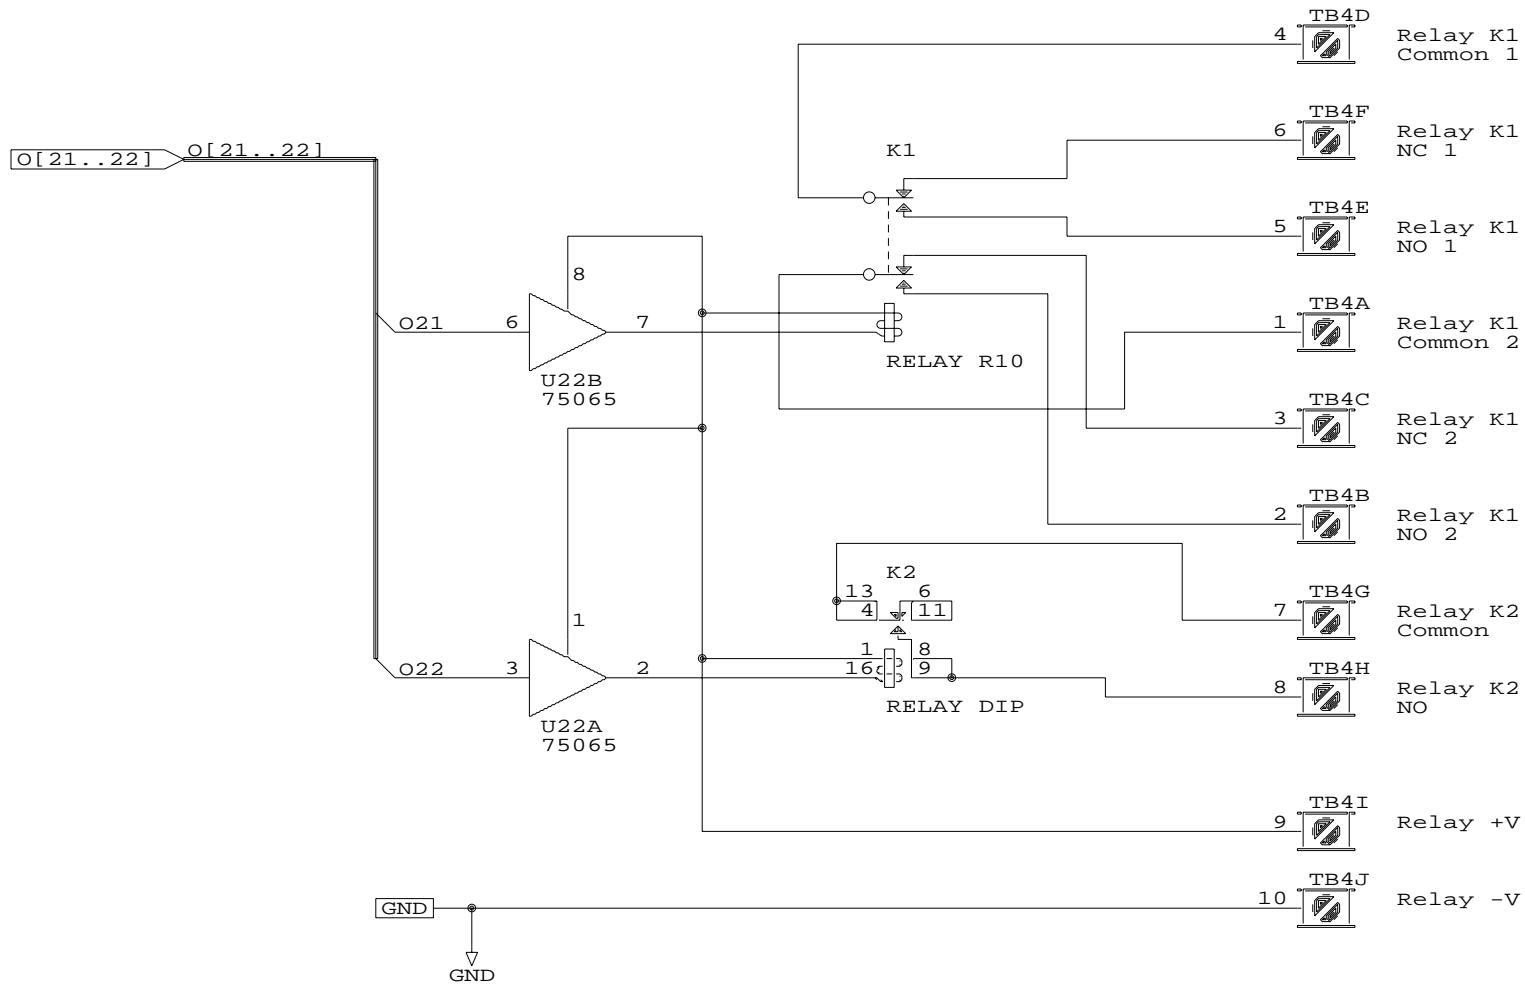 TB4D
4
Relay K1
Common 1
TB4F
6
Relay K1
NC 1
O[21..22]
O[21..22]
K1
TB4E
5
Relay K1
NO 1
8
TB4A
1
Relay K1
Common 2
O21
6
7
RELAY R10
U22B
75065
TB4C
3
Relay K1
NC 2
TB4B
2
Relay K1
NO 2
K2
13
6
4
11
TB4G
7
Relay K2
Common
1
1
8
16
9
O22
3
2
RELAY DIP
TB4H
8
Relay K2
NO
U22A
75065
TB4I
9
Relay +V
TB4J
10
Relay -V
GND
GND